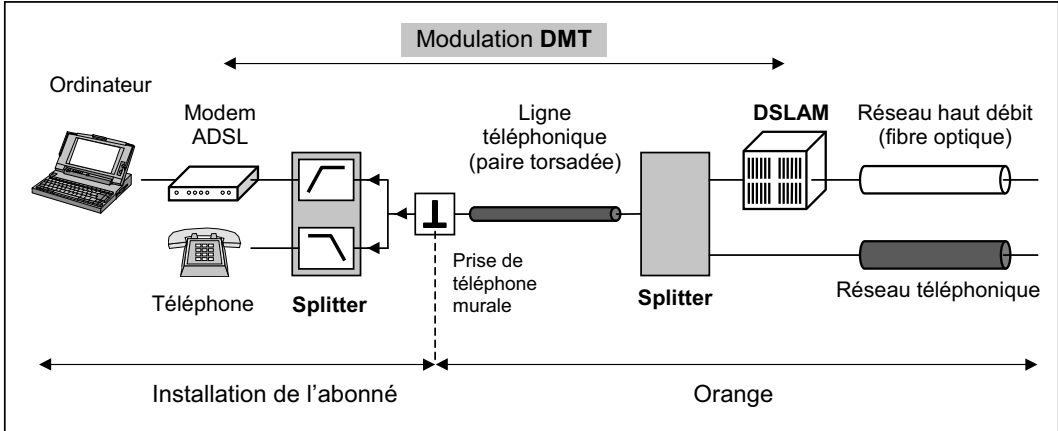 Modulation DMT
Ordinateur
Modem
ADSL
Ligne
téléphonique
(paire torsadée)
DSLAM
Réseau haut débit
(fibre optique)
Prise de
téléphone
murale
Téléphone
Splitter
Splitter
Réseau téléphonique
Installation de l’abonné
Orange